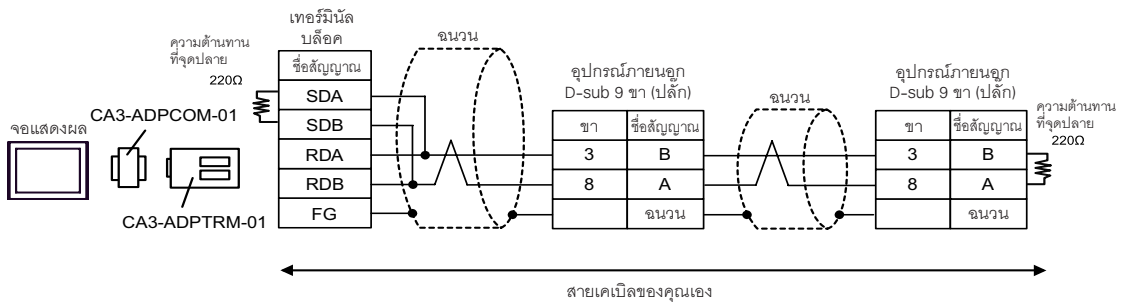 เทอร์มินัล
บล็อค
ความต้านทาน
ที่จุดปลาย
220Ω
ชื่อสัญญาณ
SDA
SDB
RDA
RDB
FG
จอแสดงผล
CA3-ADPCOM-01
CA3-ADPTRM-01
ฉนวน
อุปกรณ์ภายนอก
D-sub 9 ขา (ปลั๊ก)
ขา ชื่อสัญญาณ
3 B
8 A
ฉนวน
ฉนวน
อุปกรณ์ภายนอก
D-sub 9 ขา (ปลั๊ก)
ขา ชื่อสัญญาณ
3 B
8 A
ฉนวน
ความต้านทาน
ที่จุดปลาย
220Ω
สายเคเบิลของคุณเอง